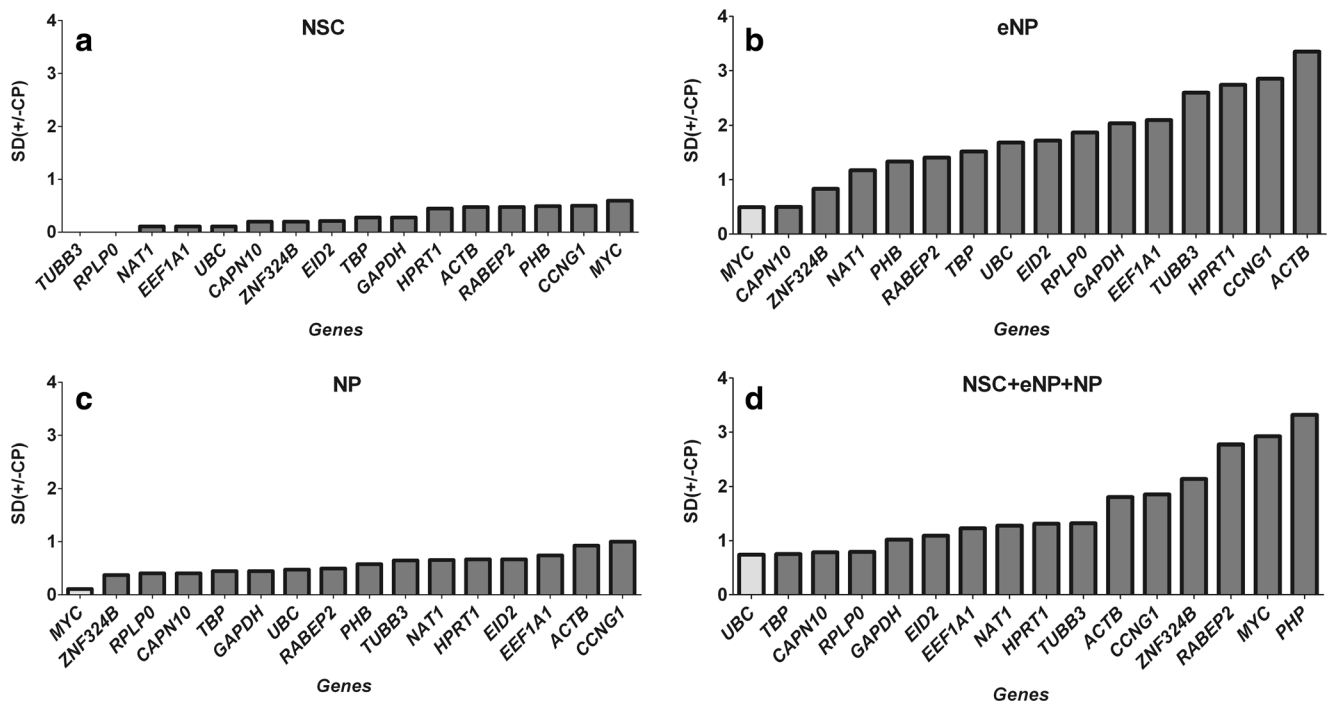 a
NSC
4
3
2
1
0
SD(+/-CP)
TUBB3
RPLP0
NAT1
EEF1A1
UBC
CAPN10
ZNF324B
EID2
TBP
GAPDH
HPRT1
ACTB
RABEP2
PHB
CCNG1
MYC
Genes
b
eNP
4
3
2
1
0
SD(+/-CP)
MYC
CAPN10
ZNF324B
NAT1
PHB
RABEP2
TBP
UBC
EID2
RPLP0
GAPDH
EEF1A1
TUBB3
HPRT1
CCNG1
ACTB
Genes
c
NP
4
3
2
1
0
SD(+/-CP)
MYC
ZNF324B
RPLP0
CAPN10
TBP
GAPDH
UBC
RABEP2
PHB
TUBB3
NAT1
HPRT1
EID2
EEF1A1
ACTB
CCNG1
Genes
d
NSC+eNP+NP
4
3
2
1
0
SD(+/-CP)
UBC
TBP
CAPN10
RPLP0
GAPDH
EID2
EEF1A1
NAT1
HPRT1
TUBB3
ACTB
CCNG1
ZNF324B
RABEP2
MYC
PHP
Genes